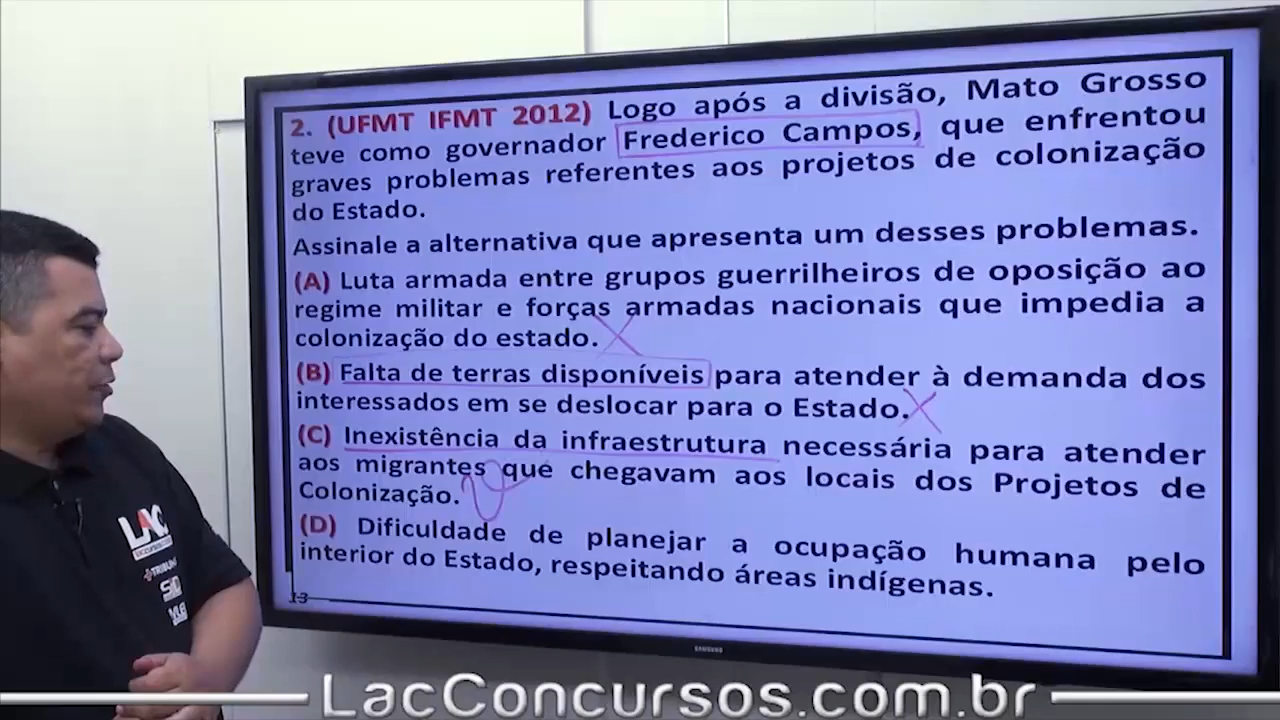 2. (UFMT IFMT 2012) Logo após a divisão, Mato Grosso
teve como governador Frederico Campos, que enfrentou
graves problemas referentes aos projetos de colonização
do Estado.
Assinale a alternativa que apresenta um desses problemas.
(A) Luta armada entre grupos guerrilheiros de oposição ao
regime militar e forças armadas nacionais que impedia a
colonização do estado.
(B) Falta de terras disponíveis para atender à demanda dos
interessados em se deslocar para o Estado.
(C) Inexistência da infraestrutura necessária para atender
aos migrantes que chegavam aos locais dos Projetos de
Colonização.
(D) Dificuldade de planejar a ocupação humana pelo
interior do Estado, respeitando áreas indígenas.
13
SAMSUNG
LAC
LacConcursos.com.br